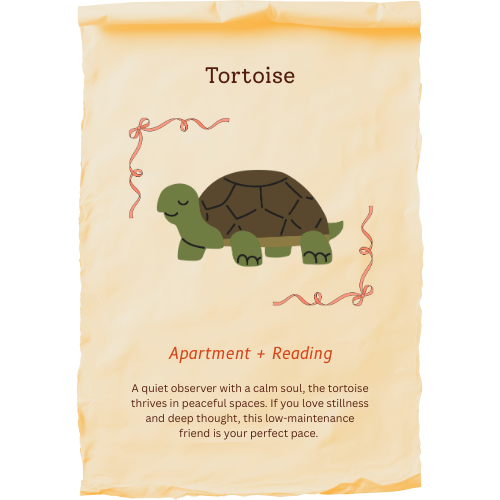 Tortoise
Apartment + Reading
A quiet observer with a calm soul, the tortoise
thrives in peaceful spaces. If you love stillness
and deep thought, this low-maintenance
friend is your perfect pace.